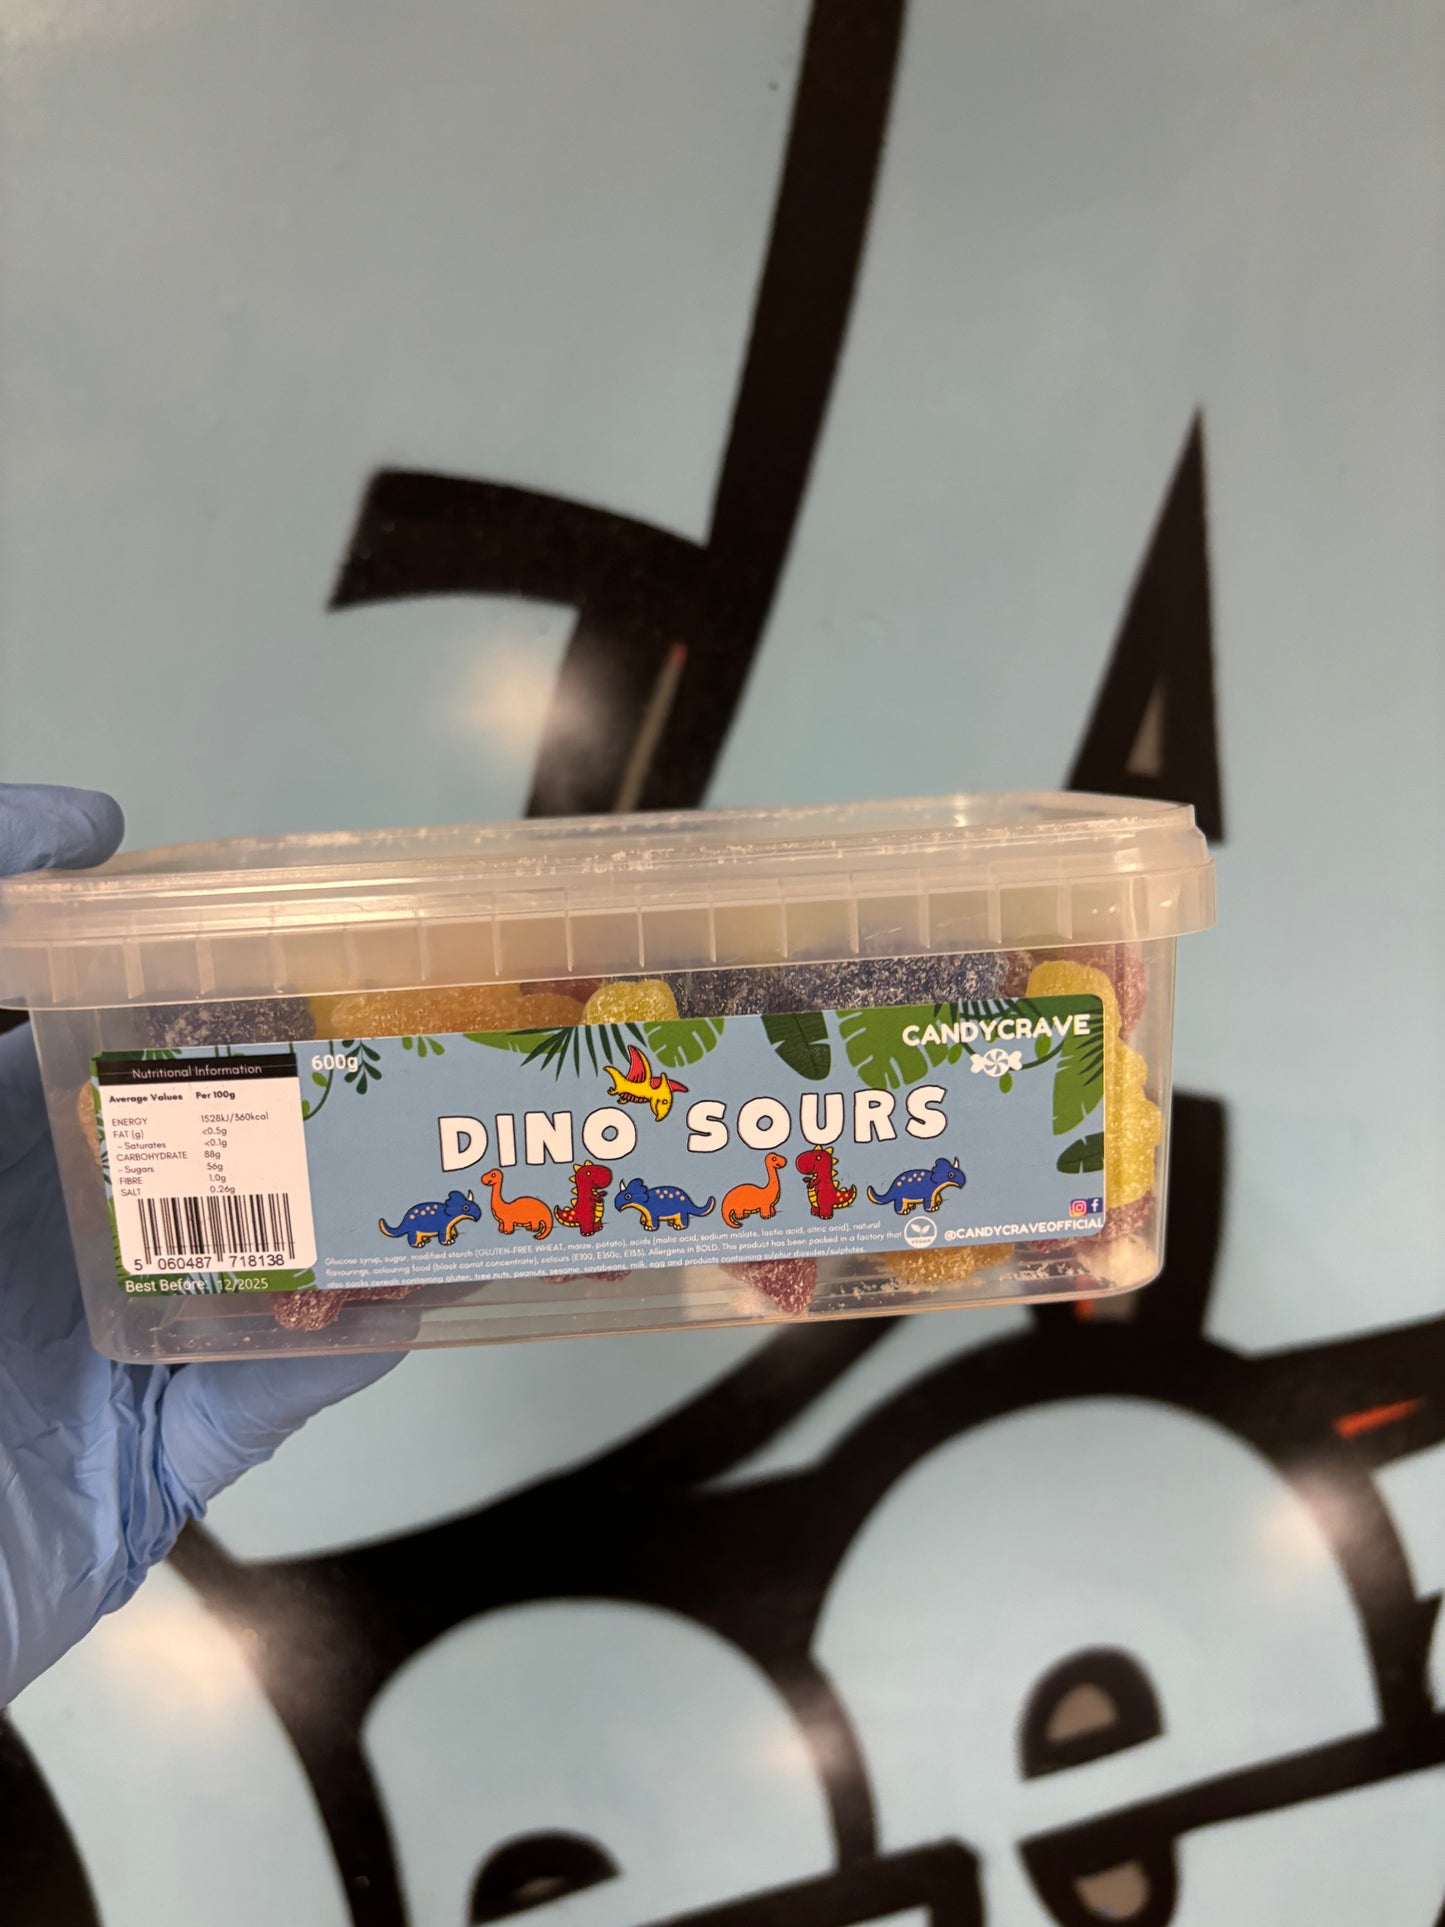 CANDYCRAVE
600g
DINO SOURS
Nutritional Information
Average Values Per 100g
ENERGY 1528kJ/360kcal
FAT (g) <0.5g
- Saturates <0.1g
CARBOHYDRATE 88g
- Sugars 56g
FIBRE 1.0g
SALT 0.26g
5 060487 718138
Best Before: 12/2025
Glucose syrup, sugar, modified starch (GLUTEN-FREE WHEAT, maize, potato), acids (malic acid, sodium malate, lactic acid, citric acid), natural
flavourings, colouring food (black carrot concentrate), colours (E100, E160c, E133). Allergens in BOLD. This product has been packed in a factory that
also packs cereals containing gluten, tree nuts, peanuts, sesame, soyabeans, milk, egg and products containing sulphur dioxides/sulphites.
VEGAN
@CANDYCRAVEOFFICIAL